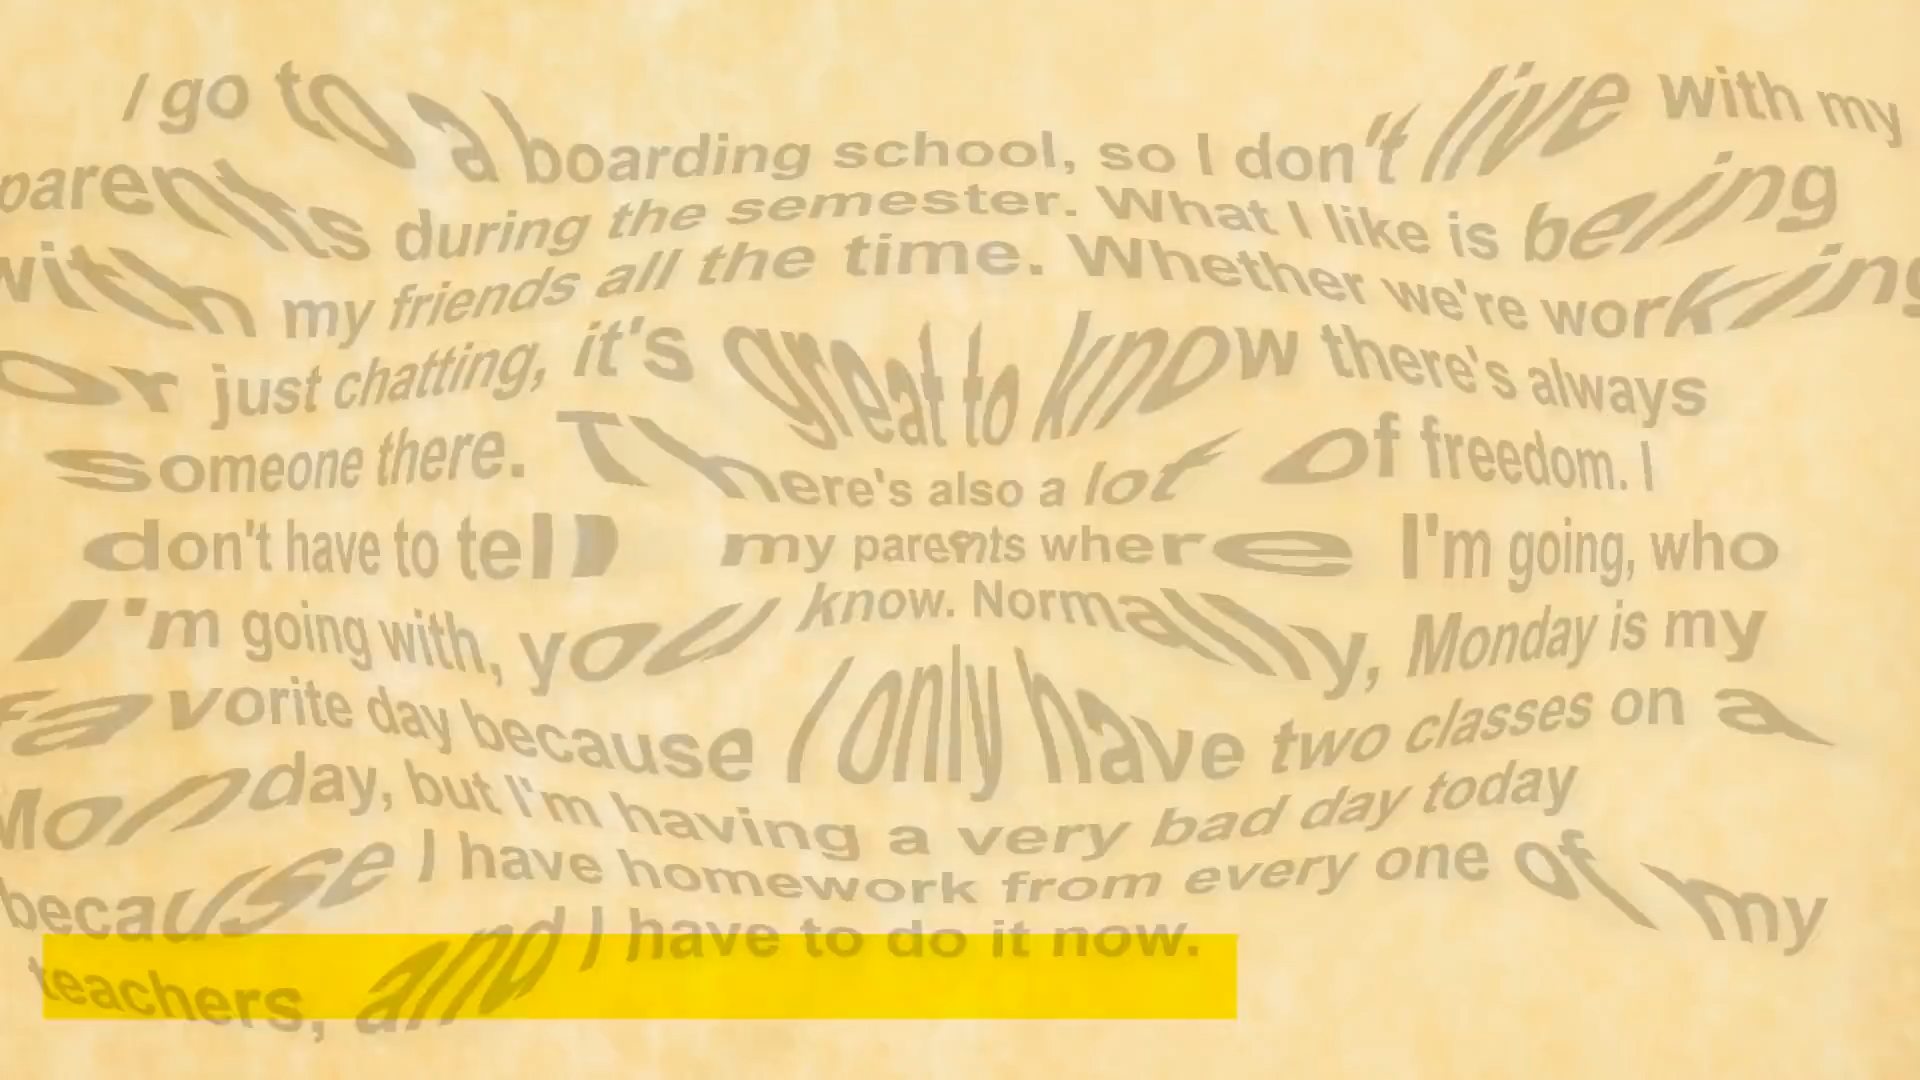 I go to a boarding school, so I don't live with my
parents during the semester. What I like is being
with my friends all the time. Whether we're working
or just chatting, it's great to know there's always
someone there. There's also a lot of freedom. I
don't have to tell my parents where I'm going, who
I'm going with, you know. Normally, Monday is my
favorite day because I only have two classes on a
Monday, but I'm having a very bad day today
because I have homework from every one of my
teachers, and I have to do it now.